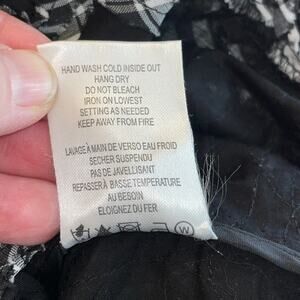 HAND WASH COLD INSIDE OUT
HANG DRY
DO NOT BLEACH
IRON ON LOWEST
SETTING AS NEEDED
KEEP AWAY FROM FIRE
LAVAGE À MAIN DE VERSO EAU FROID
SECHER SUSPENDU
PAS DE JAVELLISANT
REPASSER À BASSE TEMPERATURE
AU BESOIN
ELOIGNEZ DU FER
W